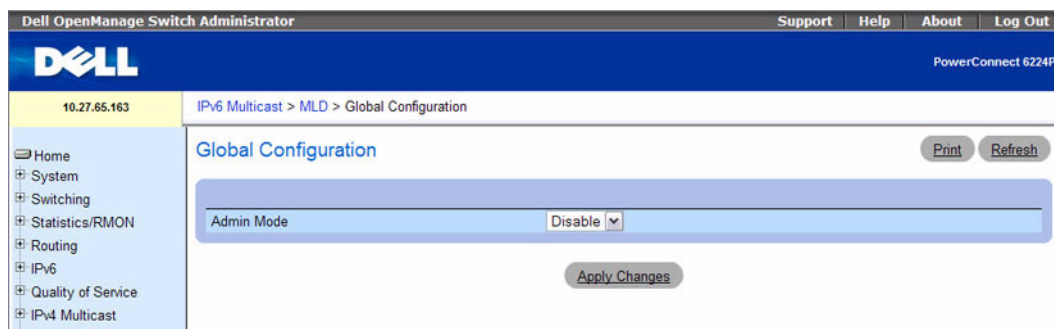 Dell OpenManage Switch Administrator
Support Help About Log Out
DELL
PowerConnect 6224P
10.27.65.163
IPv6 Multicast > MLD > Global Configuration
Home
System
Switching
Statistics/RMON
Routing
IPv6
Quality of Service
IPv4 Multicast
Global Configuration
Print Refresh
Admin Mode Disable
Apply Changes